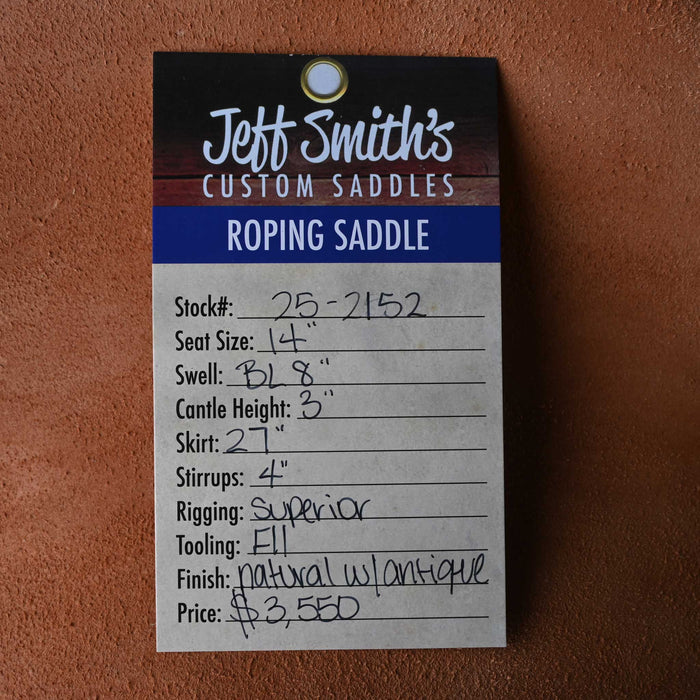 Jeff Smith's
CUSTOM SADDLES
ROPING SADDLE
Stock#: 25-2152
Seat Size: 14"
Swell: BL 8"
Cantle Height: 3"
Skirt: 27"
Stirrups: 4"
Rigging: superior
Tooling: F11
Finish: natural w/antique
Price: $3,550